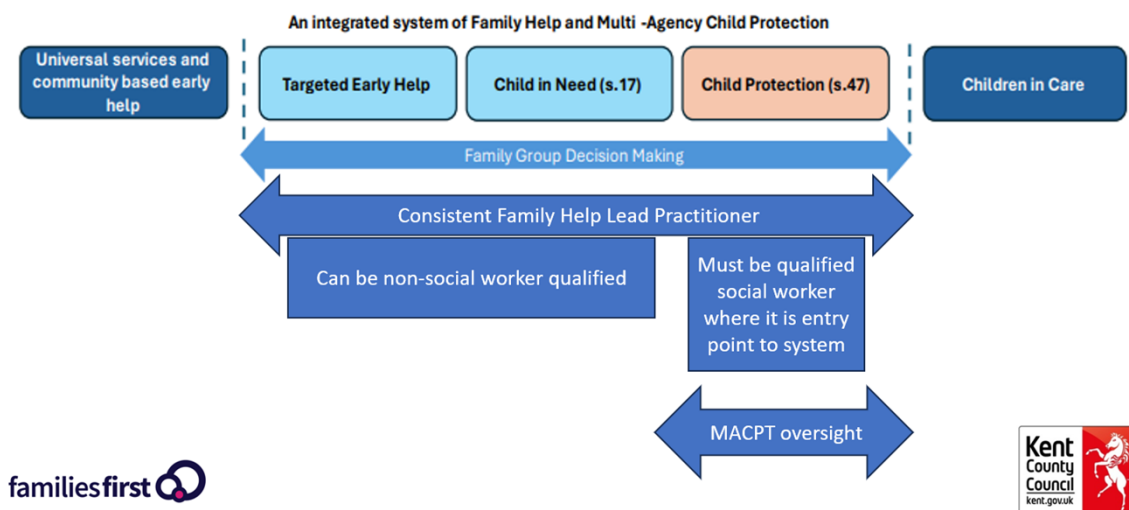 An integrated system of Family Help and Multi -Agency Child Protection
Universal services and
community based early
help
Targeted Early Help
Child in Need (s.17)
Child Protection (s.47)
Children in Care
Family Group Decision Making
Consistent Family Help Lead Practitioner
Can be non-social worker qualified
Must be qualified
social worker
where it is entry
point to system
MACPT oversight
familiesfirst
Kent
County
Council
kent.gov.uk